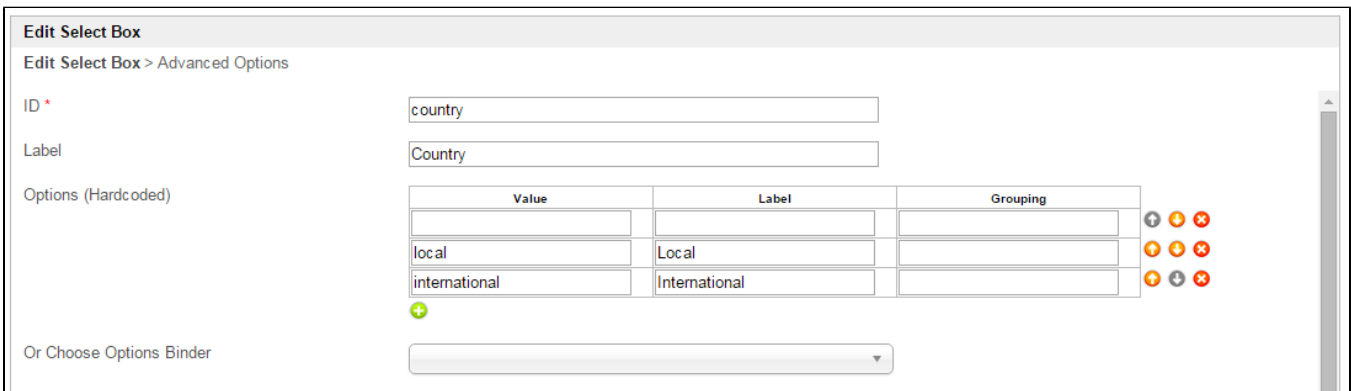 Edit Select Box
Edit Select Box > Advanced Options
ID *
country
Label
Country
Options (Hardcoded)
Value Label Grouping
local Local
international International
Or Choose Options Binder